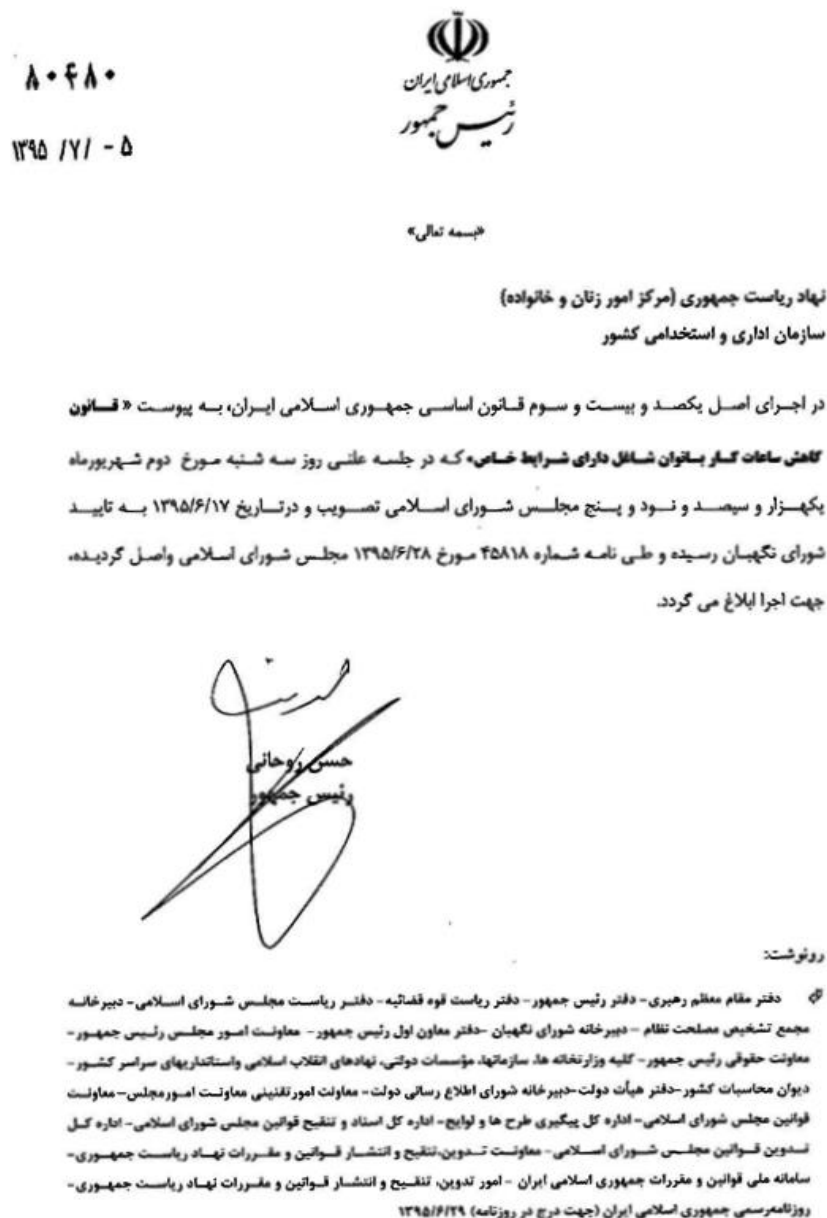 ۸۰۴۸۰
۱۳۹۵ /۷/ -۵
جمهوری اسلامی ایران
رئیس جمهور
«بسمه تعالی»
نهاد ریاست جمهوری (مرکز امور زنان و خانواده)
سازمان اداری و استخدامی کشور
در اجرای اصل یکصد و بیست و سوم قانون اساسی جمهوری اسلامی ایران، به پیوست « قانون
کاهش ساعات کار بانوان شاغل دارای شرایط خاص» که در جلسه علنی روز سه شنبه مورخ دوم شهریورماه
یکهزار و سیصد و نود و پنج مجلس شورای اسلامی تصویب و درتاریخ ۱۳۹۵/۶/۱۷ به تایید
شورای نگهبان رسیده و طی نامه شماره ۴۵۸۱۸ مورخ ۱۳۹۵/۶/۲۸ مجلس شورای اسلامی واصل گردیده،
جهت اجرا ابلاغ می گردد.
حسن روحانی
رئیس جمهور
رونوشت:
دفتر مقام معظم رهبری- دفتر رئیس جمهور- دفتر ریاست قوه قضائیه- دفتر ریاست مجلس شورای اسلامی- دبیرخانه
مجمع تشخیص مصلحت نظام - دبیرخانه شورای نگهبان -دفتر معاون اول رئیس جمهور- معاونت امور مجلس رئیس جمهور-
معاونت حقوقی رئیس جمهور- کلیه وزارتخانه ها، سازمانها، مؤسسات دولتی، نهادهای انقلاب اسلامی واستانداریهای سراسر کشور-
دیوان محاسبات کشور-دفتر هیأت دولت-دبیرخانه شورای اطلاع رسانی دولت- معاونت امورتقنینی معاونت امورمجلس- معاونت
قوانین مجلس شورای اسلامی- اداره کل پیگیری طرح ها و لوایح- اداره کل اسناد و تنقیح قوانین مجلس شورای اسلامی- اداره کل
تدوین قوانین مجلس شورای اسلامی- معاونت تدوین،تنقیح و انتشار قوانین و مقررات نهاد ریاست جمهوری-
سامانه ملی قوانین و مقررات جمهوری اسلامی ایران - امور تدوین، تنقیح و انتشار قوانین و مقررات نهاد ریاست جمهوری-
روزنامه‌رسمی جمهوری اسلامی ایران (جهت درج در روزنامه) ۱۳۹۵/۶/۲۹